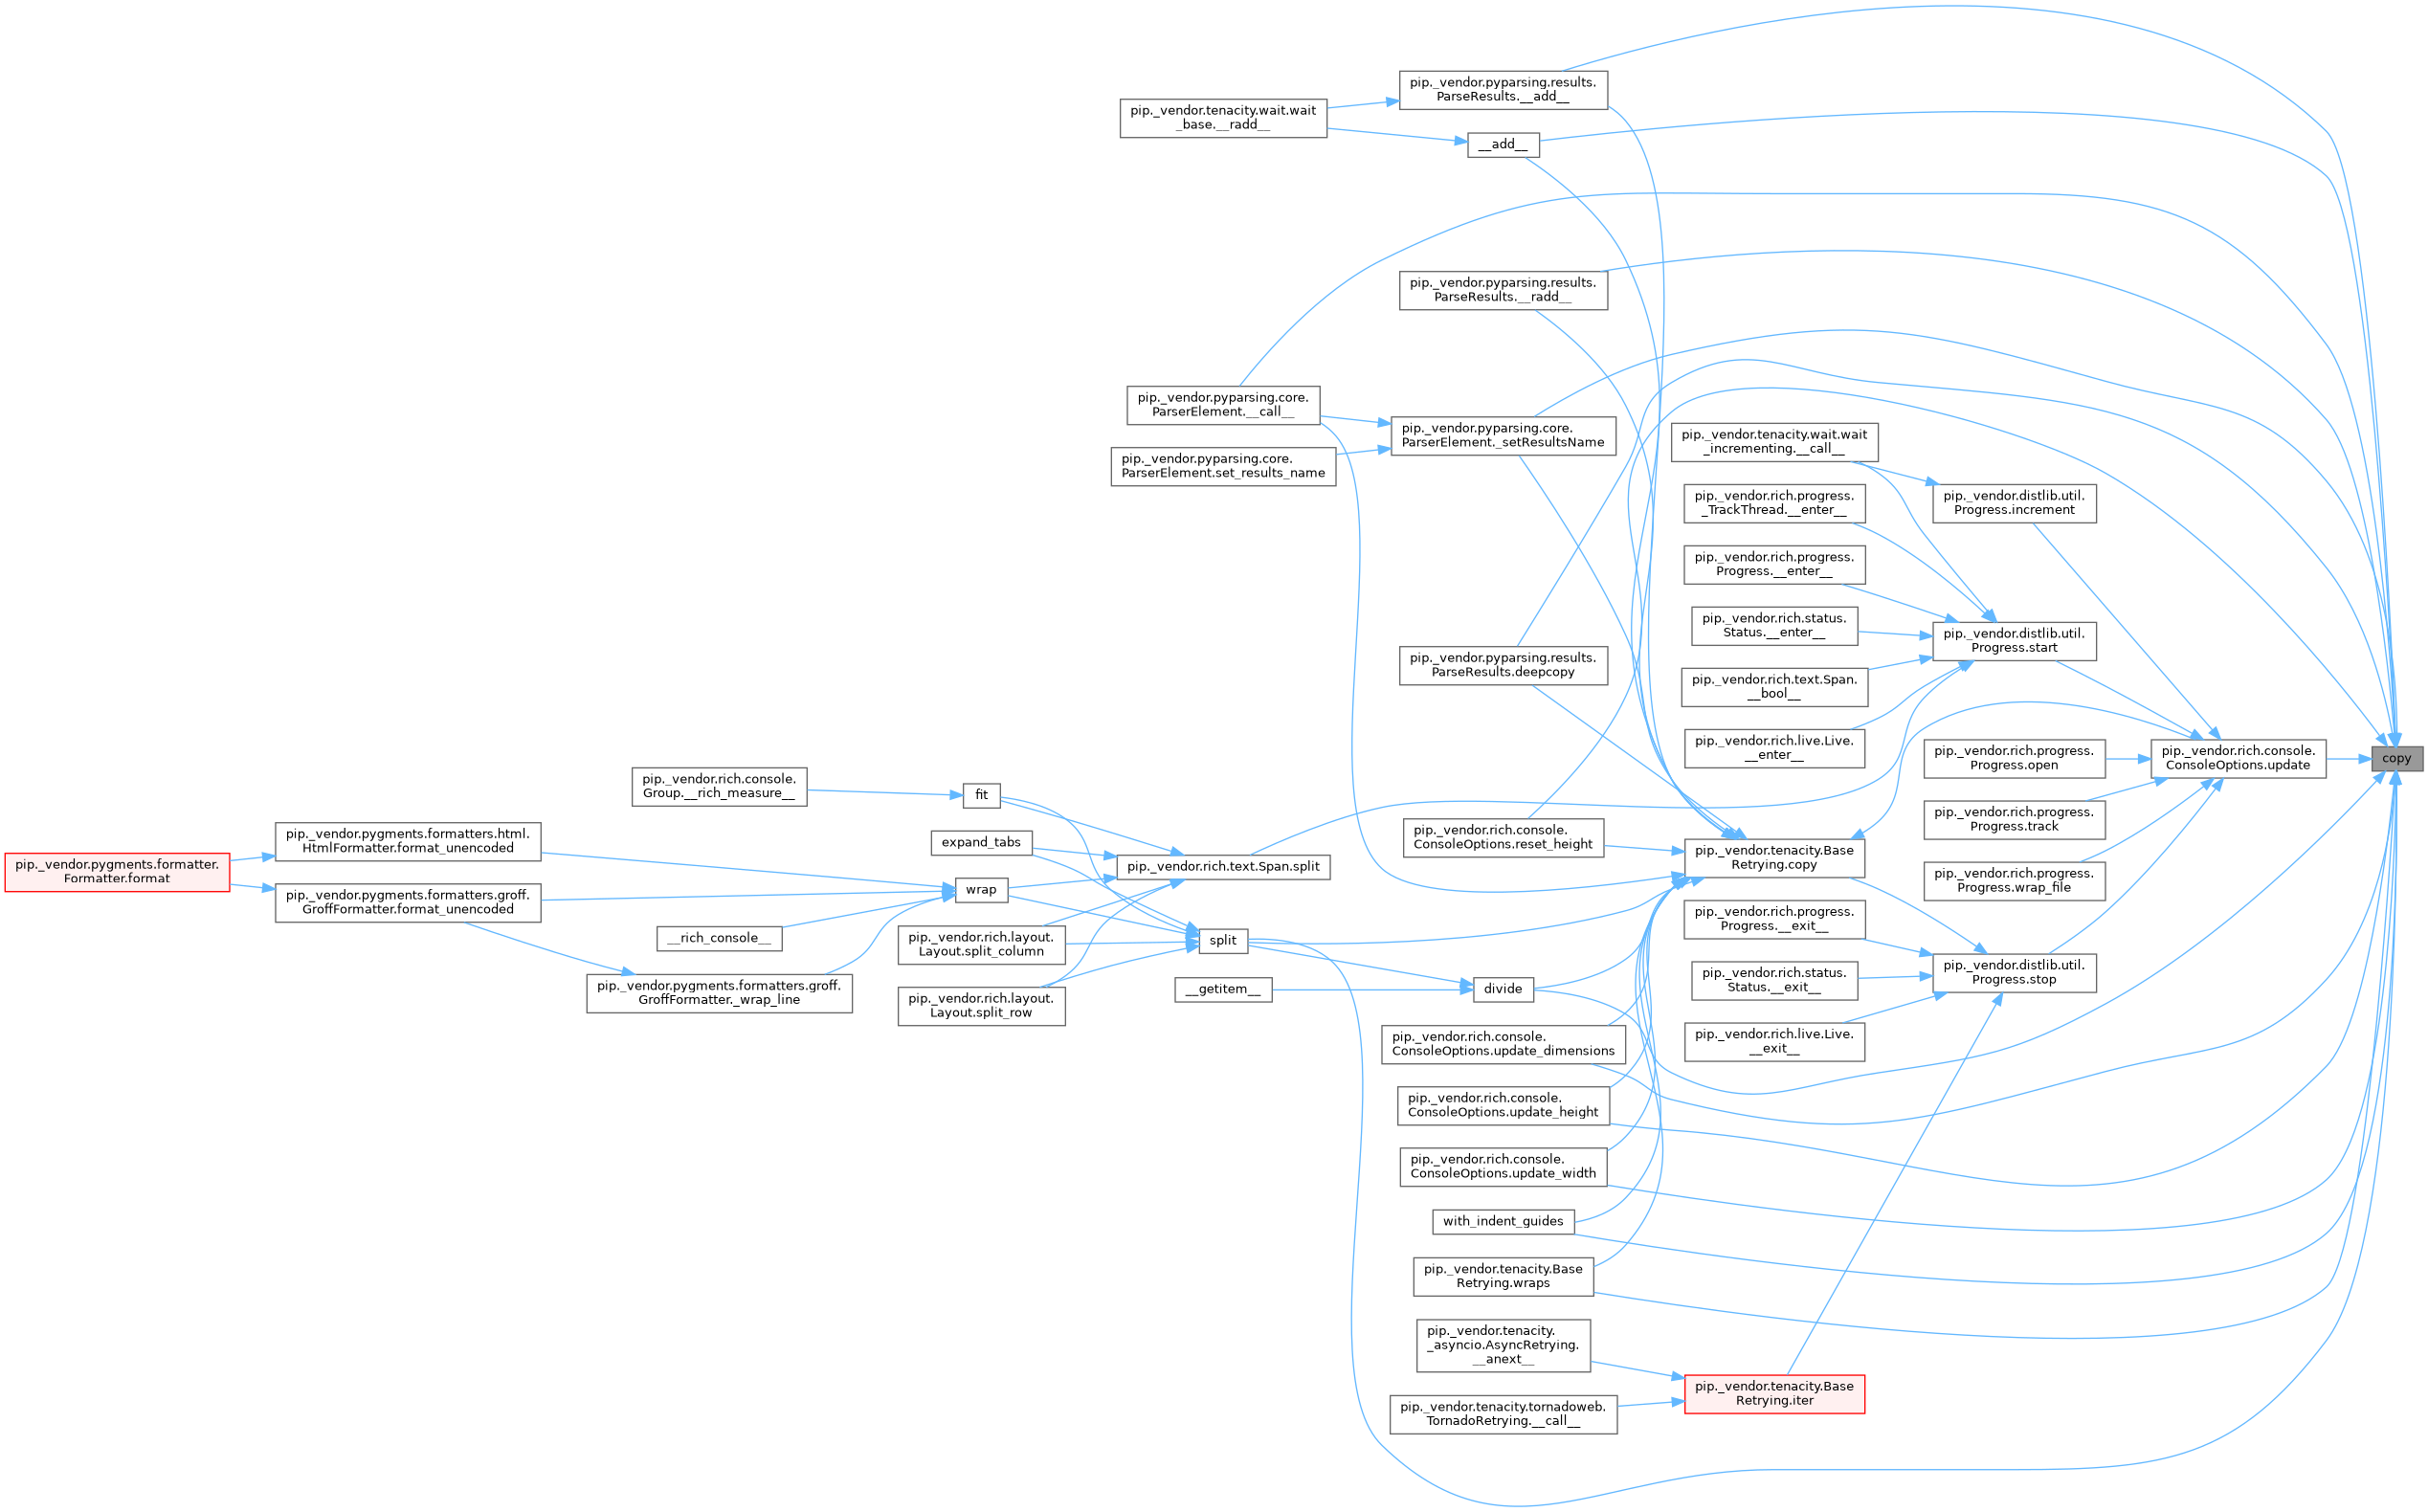 pip._vendor.pyparsing.results.
ParseResults.__add__
pip._vendor.tenacity.wait.wait
_base.__radd__
__add__
pip._vendor.pyparsing.results.
ParseResults.__radd__
pip._vendor.pyparsing.core.
ParserElement.__call__
pip._vendor.pyparsing.core.
ParserElement._setResultsName
pip._vendor.pyparsing.core.
ParserElement.set_results_name
pip._vendor.tenacity.wait.wait
_incrementing.__call__
pip._vendor.distlib.util.
Progress.increment
pip._vendor.rich.progress.
_TrackThread.__enter__
pip._vendor.rich.progress.
Progress.__enter__
pip._vendor.rich.status.
Status.__enter__
pip._vendor.distlib.util.
Progress.start
pip._vendor.pyparsing.results.
ParseResults.deepcopy
pip._vendor.rich.text.Span.
__bool__
pip._vendor.rich.live.Live.
__enter__
pip._vendor.rich.progress.
Progress.open
pip._vendor.rich.console.
ConsoleOptions.update
copy
pip._vendor.rich.console.
Group.__rich_measure__
fit
pip._vendor.rich.progress.
Progress.track
pip._vendor.rich.console.
ConsoleOptions.reset_height
pip._vendor.pygments.formatters.html.
HtmlFormatter.format_unencoded
expand_tabs
pip._vendor.tenacity.Base
Retrying.copy
pip._vendor.pygments.formatter.
Formatter.format
pip._vendor.rich.text.Span.split
pip._vendor.rich.progress.
Progress.wrap_file
wrap
pip._vendor.pygments.formatters.groff.
GroffFormatter.format_unencoded
pip._vendor.rich.progress.
Progress.__exit__
__rich_console__
pip._vendor.rich.layout.
Layout.split_column
split
pip._vendor.rich.status.
Status.__exit__
pip._vendor.distlib.util.
Progress.stop
pip._vendor.pygments.formatters.groff.
GroffFormatter._wrap_line
pip._vendor.rich.layout.
Layout.split_row
__getitem__
divide
pip._vendor.rich.live.Live.
__exit__
pip._vendor.rich.console.
ConsoleOptions.update_dimensions
pip._vendor.rich.console.
ConsoleOptions.update_height
pip._vendor.rich.console.
ConsoleOptions.update_width
with_indent_guides
pip._vendor.tenacity.Base
Retrying.wraps
pip._vendor.tenacity.
_asyncio.AsyncRetrying.
__anext__
pip._vendor.tenacity.Base
Retrying.iter
pip._vendor.tenacity.tornadoweb.
TornadoRetrying.__call__